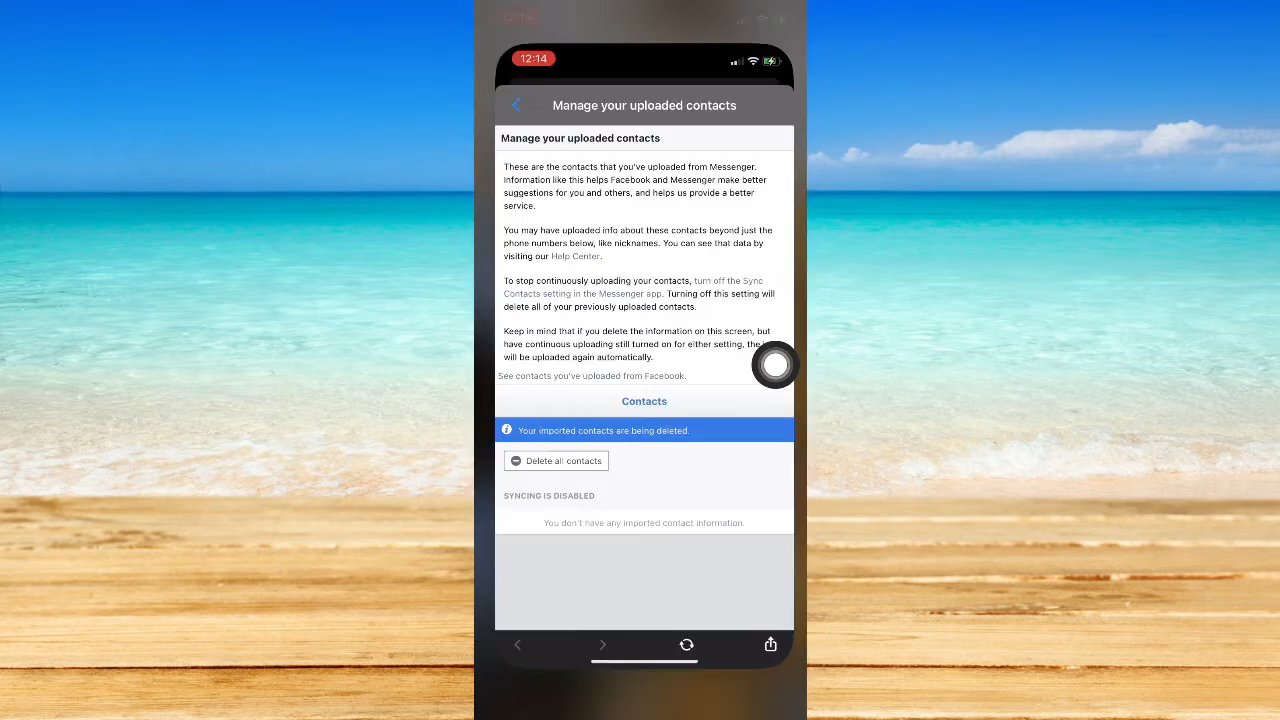 12:14
12:14
Manage your uploaded contacts
Manage your uploaded contacts
These are the contacts that you've uploaded from Messenger.
Information like this helps Facebook and Messenger make better
suggestions for you and others, and helps us provide a better
service.
You may have uploaded info about these contacts beyond just the
phone numbers below, like nicknames. You can see that data by
visiting our Help Center.
To stop continuously uploading your contacts, turn off the Sync
Contacts setting in the Messenger app. Turning off this setting will
delete all of your previously uploaded contacts.
Keep in mind that if you delete the information on this screen, but
have continuous uploading still turned on for either setting, the
will be uploaded again automatically.
See contacts you've uploaded from Facebook.
Contacts
Your imported contacts are being deleted.
Delete all contacts
SYNCING IS DISABLED
You don't have any imported contact information.